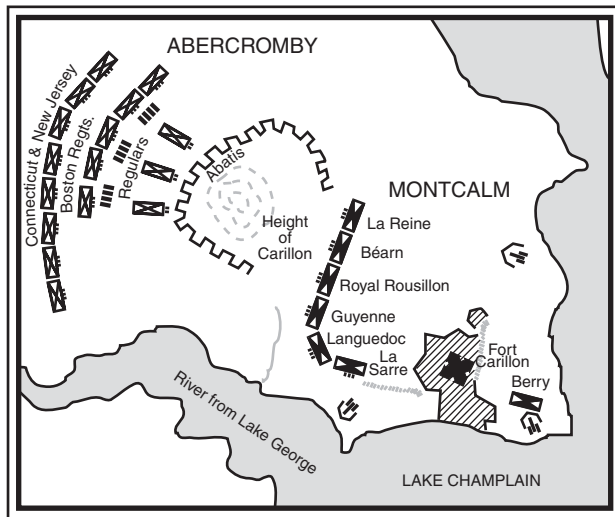 ABERCROMBY
Connecticut & New Jersey
Boston Regts.
Regulars
Abatis
Height
of
Carillon
MONTCALM
La Reine
Béarn
Royal Rousillon
Guyenne
Languedoc
La
Sarre
Fort
Carillon
Berry
River from Lake George
LAKE CHAMPLAIN